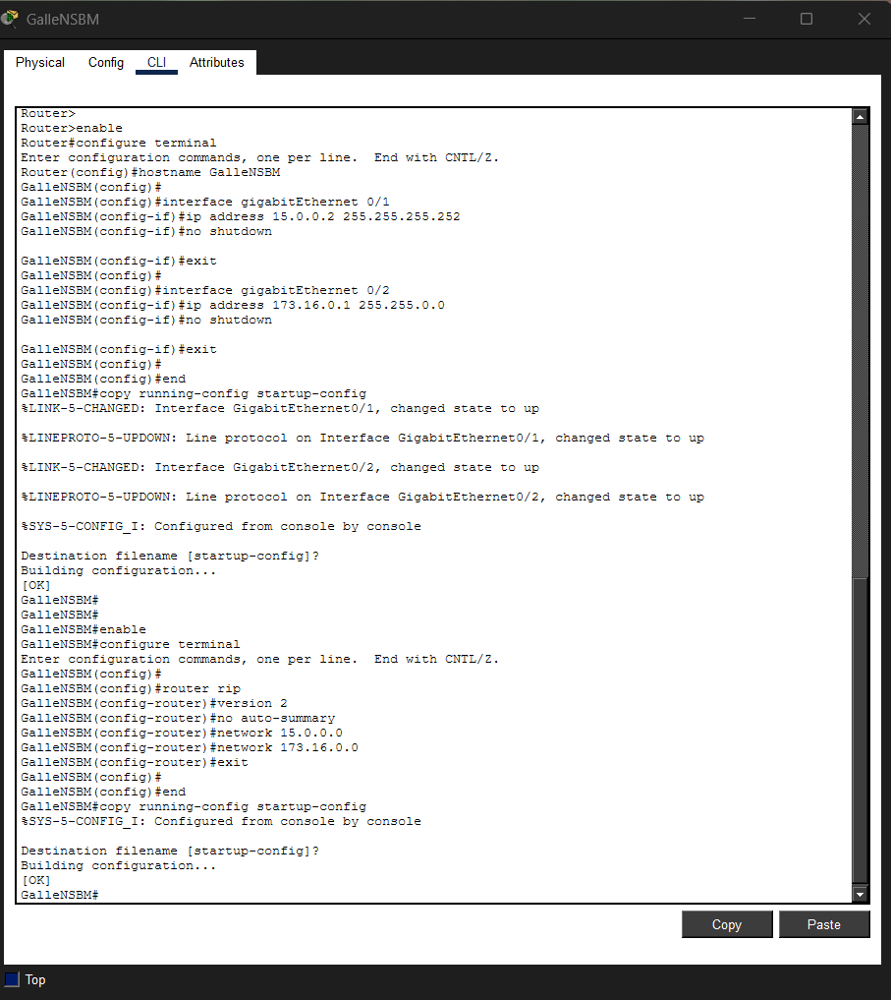 GalleNSBM
Physical Config CLI Attributes
Router>
Router>enable
Router#configure terminal
Enter configuration commands, one per line.  End with CNTL/Z.
Router(config)#hostname GalleNSBM
GalleNSBM(config)#
GalleNSBM(config)#interface gigabitEthernet 0/1
GalleNSBM(config-if)#ip address 15.0.0.2 255.255.255.252
GalleNSBM(config-if)#no shutdown
GalleNSBM(config-if)#exit
GalleNSBM(config)#
GalleNSBM(config)#interface gigabitEthernet 0/2
GalleNSBM(config-if)#ip address 173.16.0.1 255.255.0.0
GalleNSBM(config-if)#no shutdown
GalleNSBM(config-if)#exit
GalleNSBM(config)#
GalleNSBM(config)#end
GalleNSBM#copy running-config startup-config
%LINK-5-CHANGED: Interface GigabitEthernet0/1, changed state to up
%LINEPROTO-5-UPDOWN: Line protocol on Interface GigabitEthernet0/1, changed state to up
%LINK-5-CHANGED: Interface GigabitEthernet0/2, changed state to up
%LINEPROTO-5-UPDOWN: Line protocol on Interface GigabitEthernet0/2, changed state to up
%SYS-5-CONFIG_I: Configured from console by console
Destination filename [startup-config]?
Building configuration...
[OK]
GalleNSBM#
GalleNSBM#
GalleNSBM#enable
GalleNSBM#configure terminal
Enter configuration commands, one per line.  End with CNTL/Z.
GalleNSBM(config)#
GalleNSBM(config)#router rip
GalleNSBM(config-router)#version 2
GalleNSBM(config-router)#no auto-summary
GalleNSBM(config-router)#network 15.0.0.0
GalleNSBM(config-router)#network 173.16.0.0
GalleNSBM(config-router)#exit
GalleNSBM(config)#
GalleNSBM(config)#end
GalleNSBM#copy running-config startup-config
%SYS-5-CONFIG_I: Configured from console by console
Destination filename [startup-config]?
Building configuration...
[OK]
GalleNSBM#
Copy Paste
Top